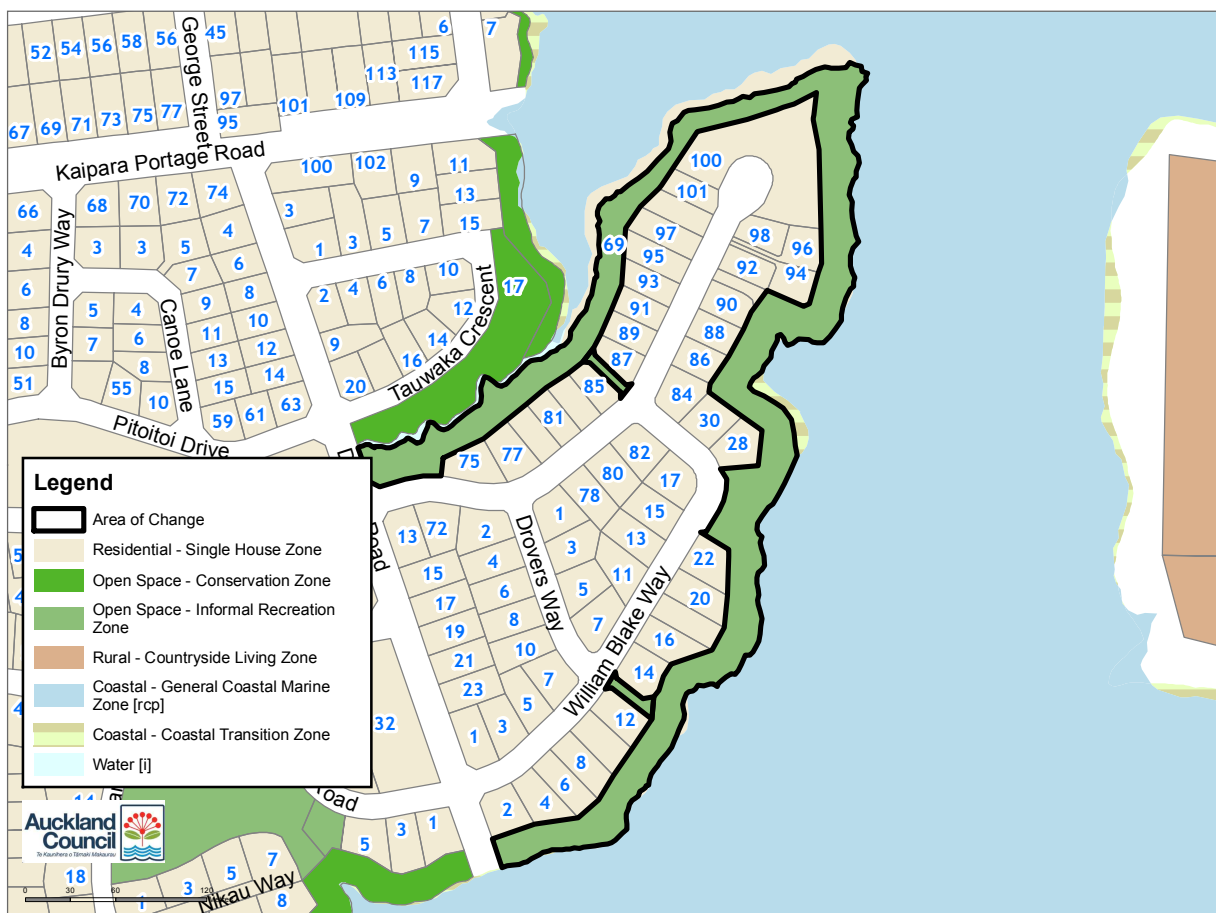 52 54 56 58 56 45 6 7
George Street
115
113
117
97 101 109
67 69 71 73 75 77 95
Kaipara Portage Road
100 102 11
9
13
66 68 70 72 74 3 15
4 3 3 5 4 1 3 5 7
Byron Drury Way
7 6
6 5 4 9 8
8 7 6 11 10
10 8 13 12
51 55 10 15 14
59 61 63
Canoe Lane
Pitoitoi Drive
2 4 6 8 10
12
9 14
16
20
Tauwaka Crescent
17
69
100
101
97
95
93
91
89
87
85
81
77
75
98 96
94
92
90
88
86
84
30
28
82
80
78
17
15
13
11
1
3
5
7
Drovers Way
William Blake Way
22
20
16
14
12
8
6
4
2
13 72 2
15 4
17 6
19 8
21 10
23 7
5
1 3
Road
32
Road
5 3 1
Nikau Way
18 1 3 5 7
8
Legend
Area of Change
Residential - Single House Zone
Open Space - Conservation Zone
Open Space - Informal Recreation
Zone
Rural - Countryside Living Zone
Coastal - General Coastal Marine
Zone [rcp]
Coastal - Coastal Transition Zone
Water [i]
Auckland
Council
Te Kaunihera o Tāmaki Makaurau
0 30 60 120